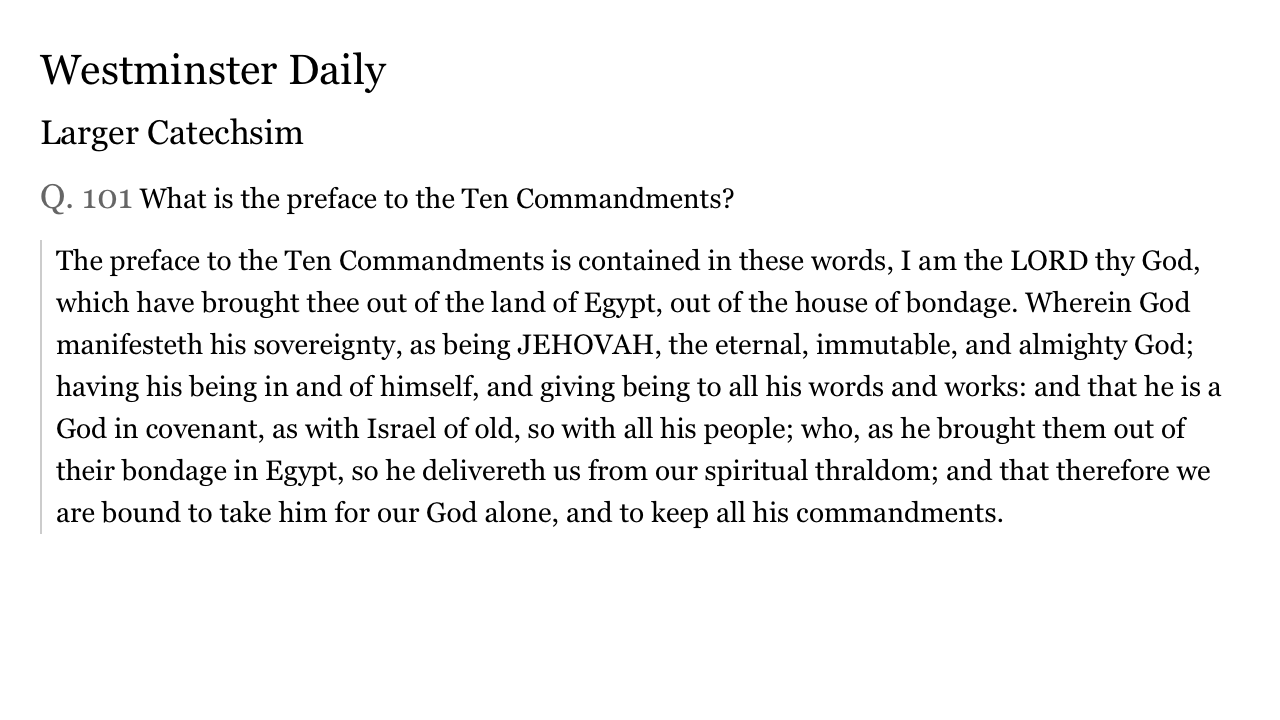 Westminster Daily
Larger Catechsim
Q. 101 What is the preface to the Ten Commandments?
The preface to the Ten Commandments is contained in these words, I am the LORD thy God,
which have brought thee out of the land of Egypt, out of the house of bondage. Wherein God
manifesteth his sovereignty, as being JEHOVAH, the eternal, immutable, and almighty God;
having his being in and of himself, and giving being to all his words and works: and that he is a
God in covenant, as with Israel of old, so with all his people; who, as he brought them out of
their bondage in Egypt, so he delivereth us from our spiritual thraldom; and that therefore we
are bound to take him for our God alone, and to keep all his commandments.